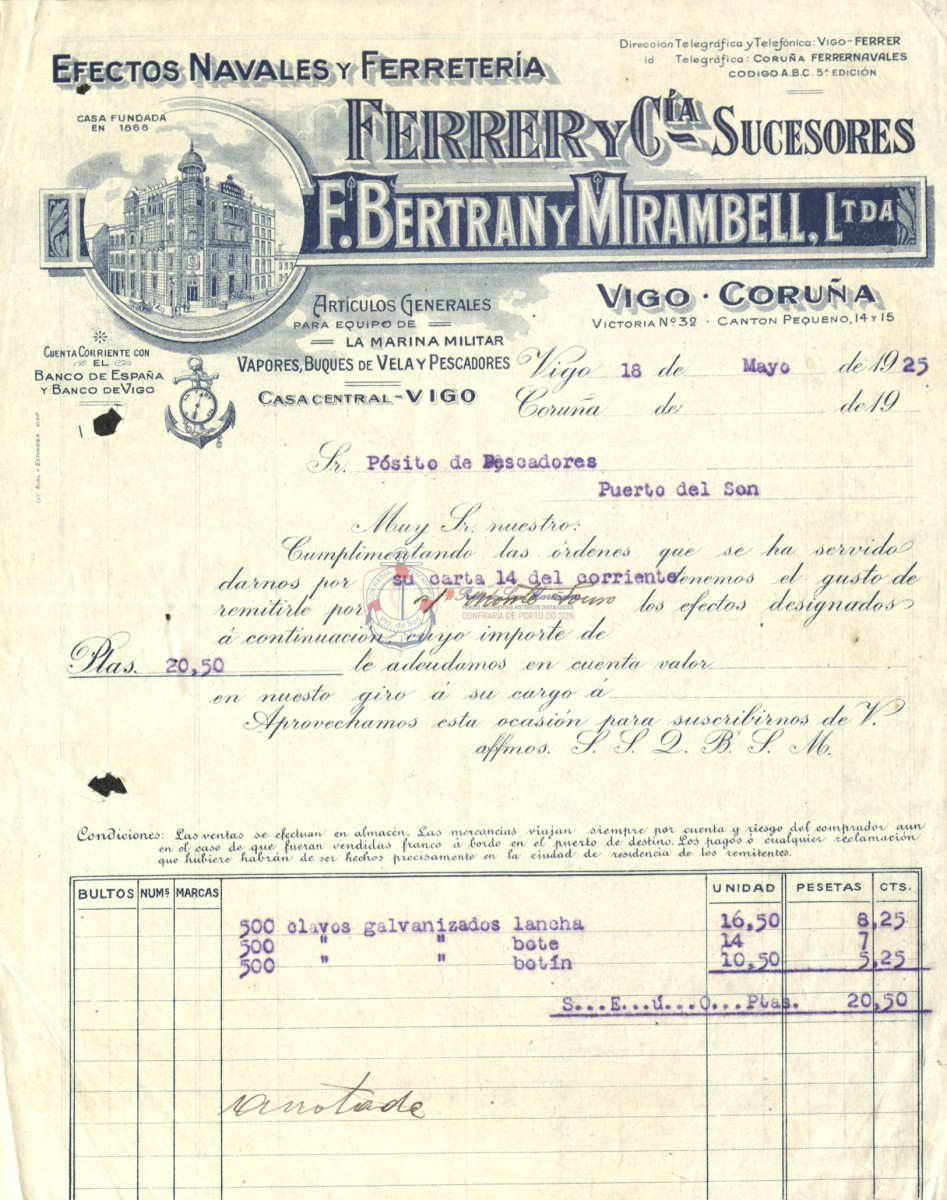 EFECTOS NAVALES Y FERRETERÍA
Dirección Telegráfica y Telefónica: VIGO-FERRER
id Telegráfica: CORUÑA FERRERNAVALES
CODIGO A.B.C. 5ª EDICIÓN
CASA FUNDADA
EN 1868
FERRER Y CÍA SUCESORES
F. BERTRAN Y MIRAMBELL, LTDA
ARTÍCULOS GENERALES
PARA EQUIPO DE
LA MARINA MILITAR
VAPORES, BUQUES DE VELA Y PESCADORES
CASA CENTRAL-VIGO
VIGO · CORUÑA
VICTORIA Nº 32 · CANTON PEQUENO, 14 Y 15
CUENTA CORRIENTE CON
EL
BANCO DE ESPAÑA
Y BANCO DE VIGO
Vigo 18 de Mayo de 1925
Coruña de de 19
Sr. Pósito de Pescadores
Puerto del Son
Muy Sr. nuestro:
Cumplimentando las órdenes que se ha servido
darnos por su carta 14 del corriente tenemos el gusto de
remitirle por los efectos designados
á continuación, cuyo importe de
Ptas. 20,50 le adeudamos en cuenta valor
en nuesto giro á su cargo á
Aprovechamos esta ocasión para suscribirnos de V.
affmos. S. S. Q. B. S. M.
CONFRARÍA DE PORTO DO SON
Condiciones: Las ventas se efectuan en almacén. Las mercancias viajan siempre por cuenta y riesgo del comprador aun
en el caso de que fueran vendidas franco á bordo en el puerto de destino. Los pagos ó cualquier reclamación
que hubiere habrán de ser hechos precisamente en la ciudad de residencia de los remitentes.
BULTOS NUMS MARCAS UNIDAD PESETAS CTS.
500 clavos galvanizados lancha 16,50 8,25
500 " " bote 14 7
500 " " botín 10,50 5,25
S...E...ú...O...Ptas. 20,50